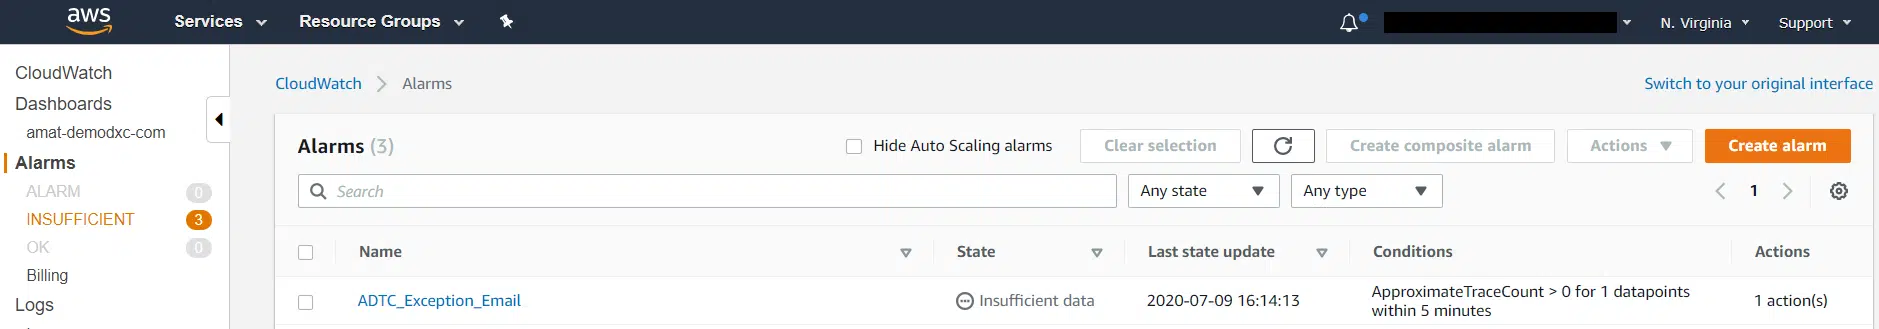 aws Services Resource Groups N. Virginia Support
CloudWatch
Dashboards
amat-demodxc-com
Alarms
ALARM 0
INSUFFICIENT 3
OK 0
Billing
Logs
CloudWatch > Alarms
Switch to your original interface
Alarms (3)
Hide Auto Scaling alarms
Clear selection
Create composite alarm
Actions
Create alarm
Search
Any state
Any type
1
Name State Last state update Conditions Actions
ADTC_Exception_Email Insufficient data 2020-07-09 16:14:13 ApproximateTraceCount > 0 for 1 datapoints
within 5 minutes
1 action(s)